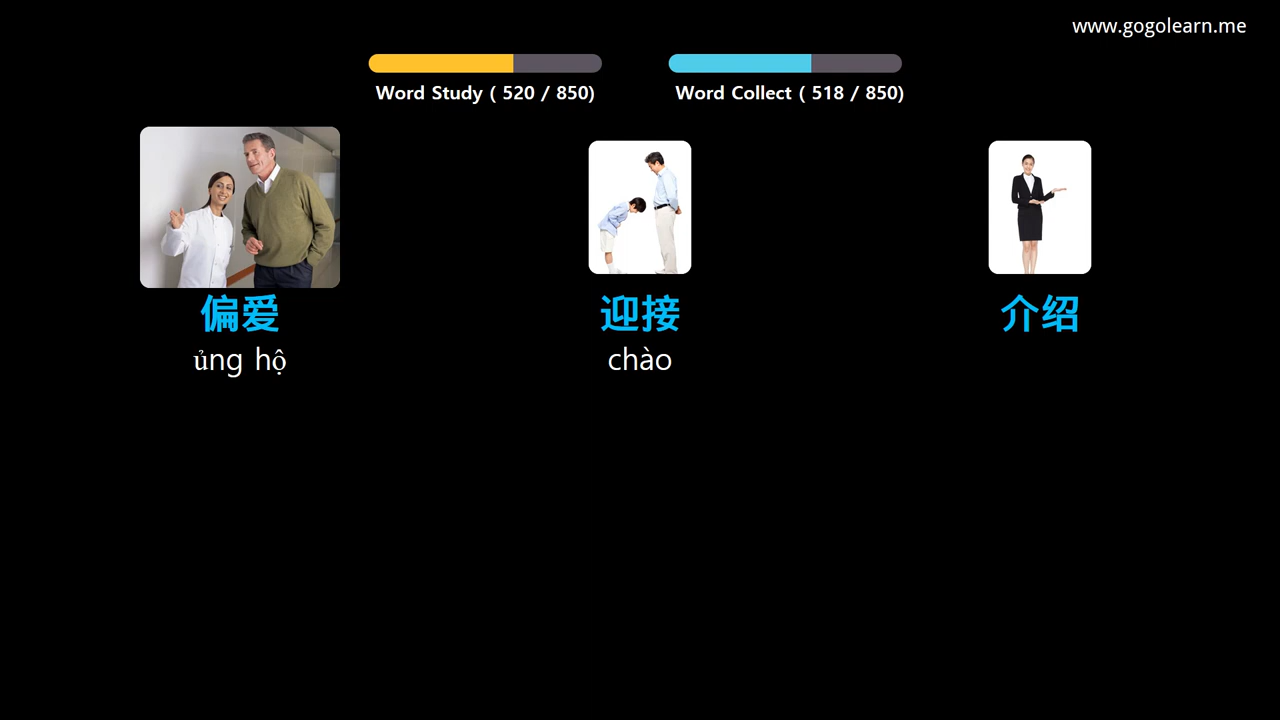 www.gogolearn.me
Word Study ( 520 / 850)
Word Collect ( 518 / 850)
偏爱
迎接
介绍
ủng hộ
chào